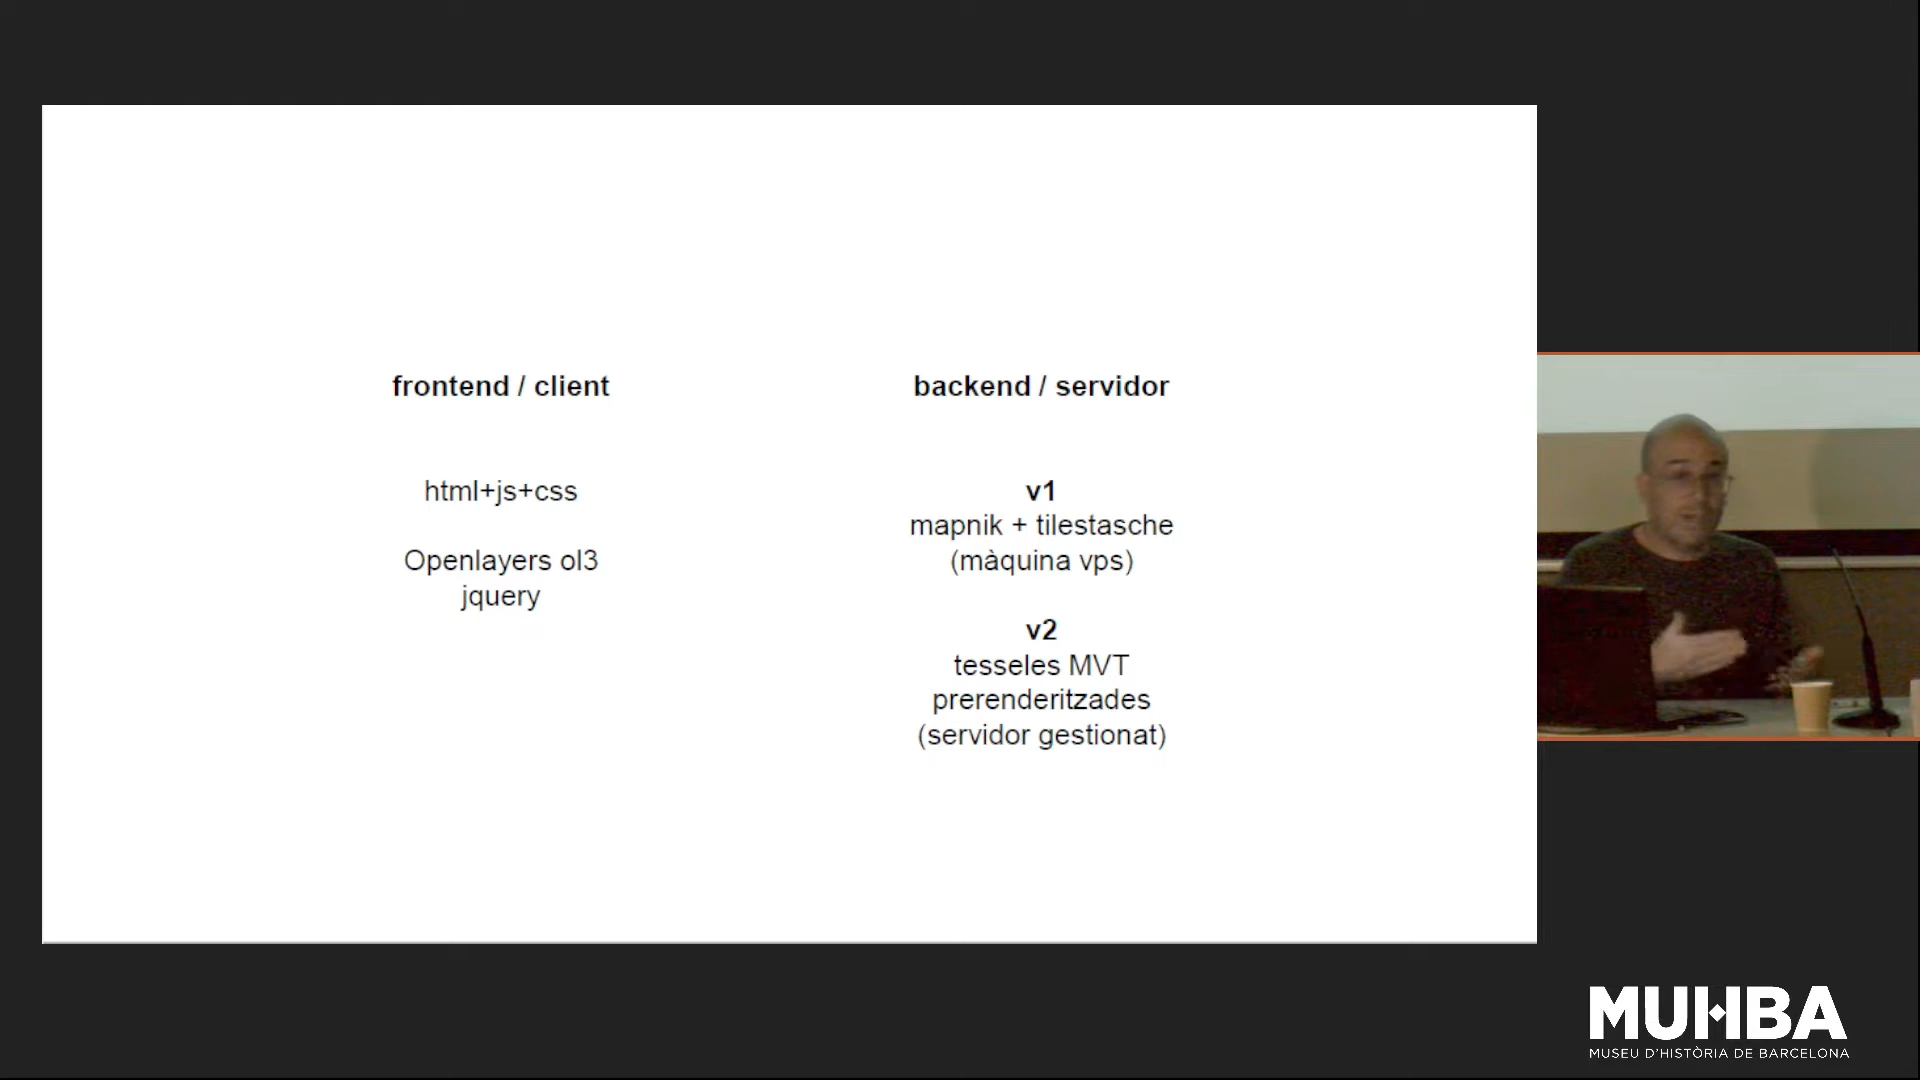 frontend / client
html+js+css
Openlayers ol3
jquery
backend / servidor
v1
mapnik + tilestasche
(màquina vps)
v2
tesseles MVT
prerenderitzades
(servidor gestionat)
MUHBA
MUSEU D'HISTÒRIA DE BARCELONA